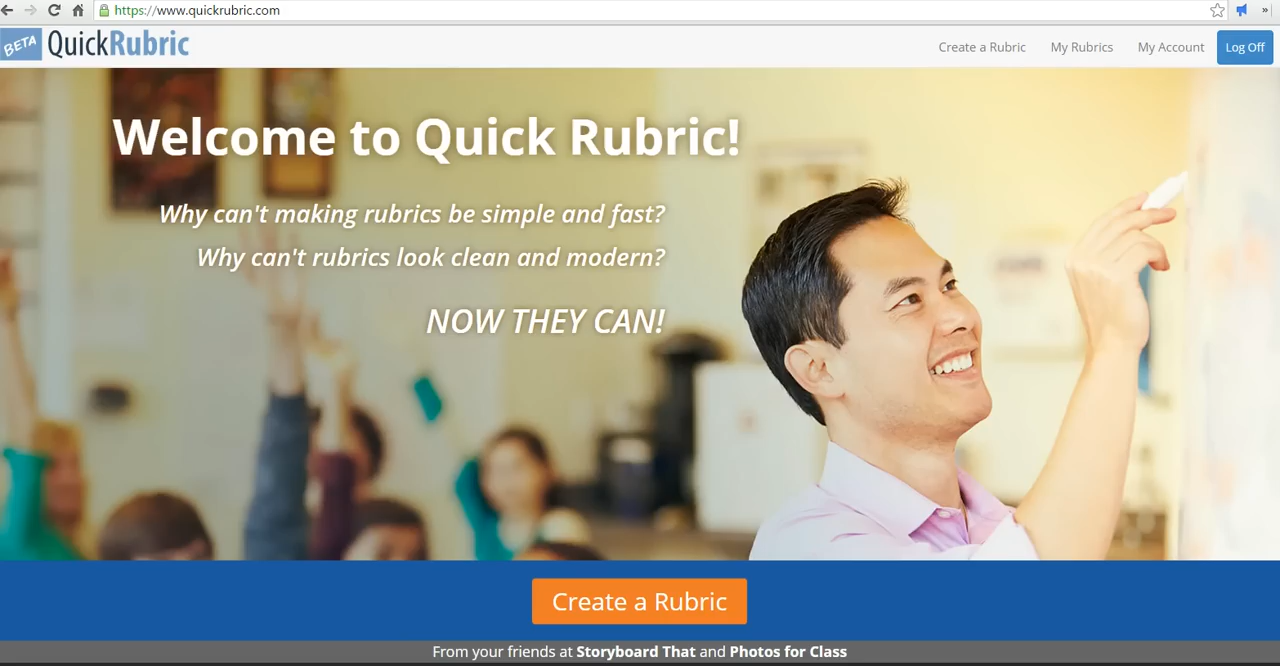 https://www.quickrubric.com
BETA QuickRubric
Create a Rubric My Rubrics My Account Log Off
Welcome to Quick Rubric!
Why can't making rubrics be simple and fast?
Why can't rubrics look clean and modern?
NOW THEY CAN!
Create a Rubric
From your friends at Storyboard That and Photos for Class